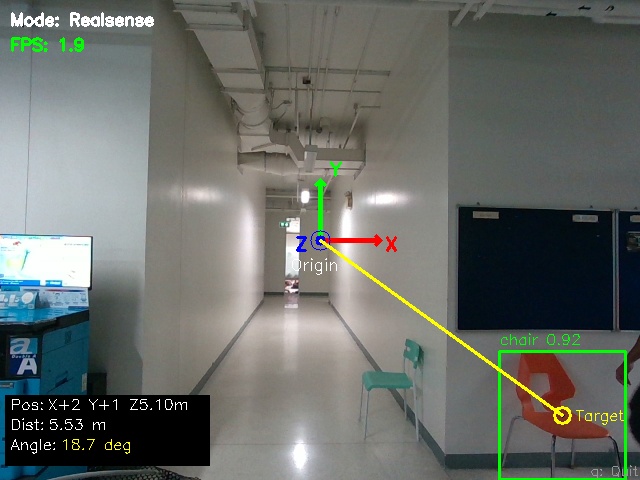 Mode: Realsense
FPS: 1.9
Y
Z
X
Origin
chair 0.92
Target
a
A
Pos: X+2 Y+1 Z5.10m
Dist: 5.53 m
Angle: 18.7 deg
q: Quit